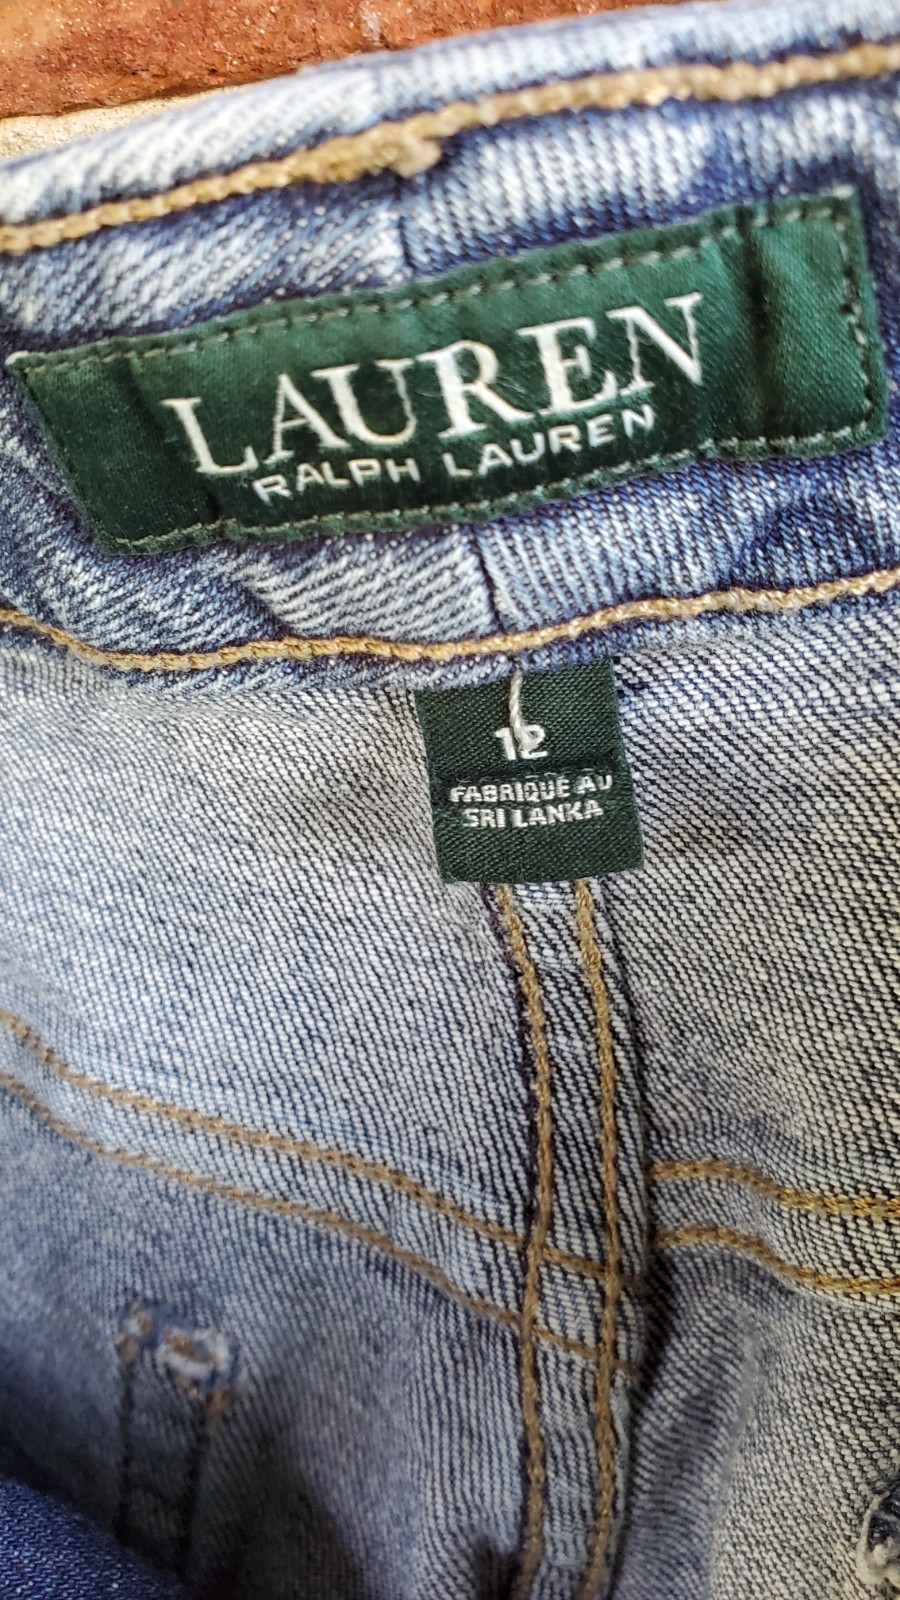 LAUREN
RALPH LAUREN
12
FABRIQUÉ AU
SRI LANKA